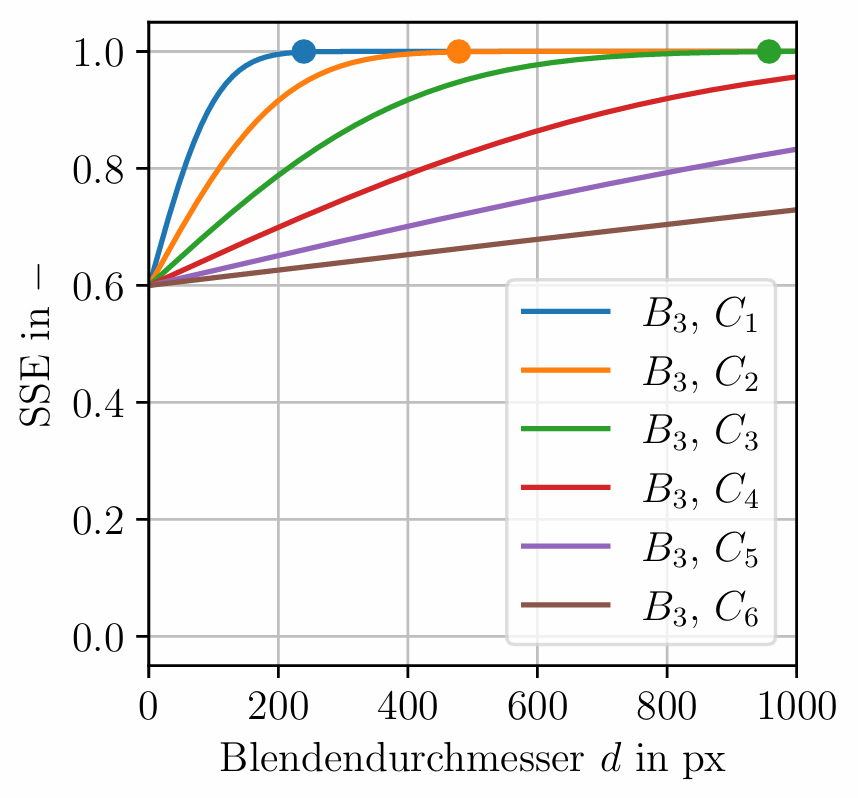 1.0
0.8
0.6
0.4
0.2
0.0
SSE in −
B₃, C₁
B₃, C₂
B₃, C₃
B₃, C₄
B₃, C₅
B₃, C₆
0 200 400 600 800 1000
Blendendurchmesser d in px